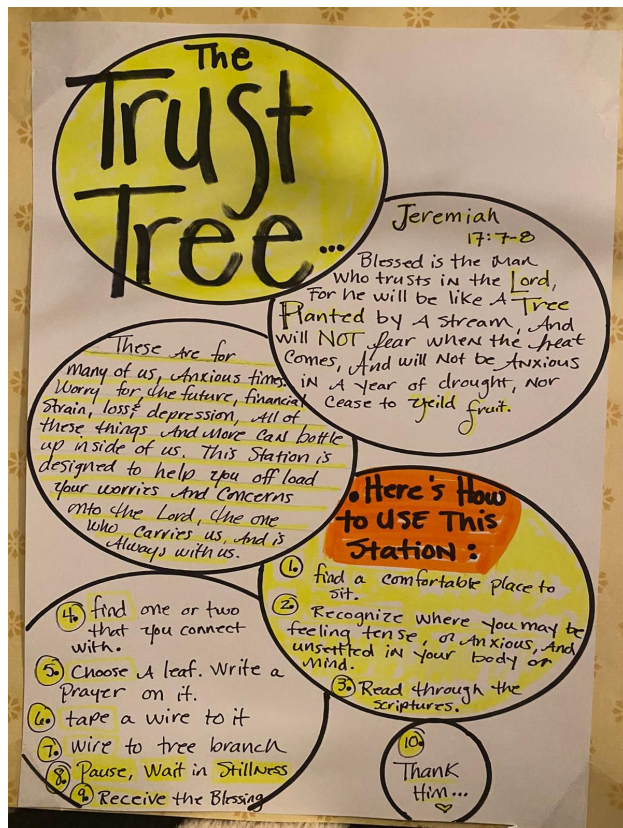 The
Trust
Tree...
Jeremiah
17:7-8
Blessed is the man
who trusts in the Lord,
For he will be like A Tree
Planted by A stream, And
will NOT fear when the heat
comes, And will Not be Anxious
in A year of drought, Nor
cease to yeild fruit.
These Are for
many of us, Anxious times.
Worry for the future, financial
Strain, loss & depression, All of
these things And More can bottle
up inside of us. This Station is
designed to help you off load
your worries And Concerns
onto the Lord, the one
who carries us, And is
Always with us.
. Here's How
to USE This
Station :
1. find a comfortable place to
sit.
2. Recognize where you may be
feeling tense, or Anxious, And
unsettled in your body or
mind.
3. Read through the
scriptures.
4. find one or two
that you connect
with.
5. Choose A leaf. Write a
Prayer on it.
6. tape a wire to it
7. wire to tree branch
8. Pause, Wait in Stillness
9. Receive the Blessing
10.
Thank
Him...